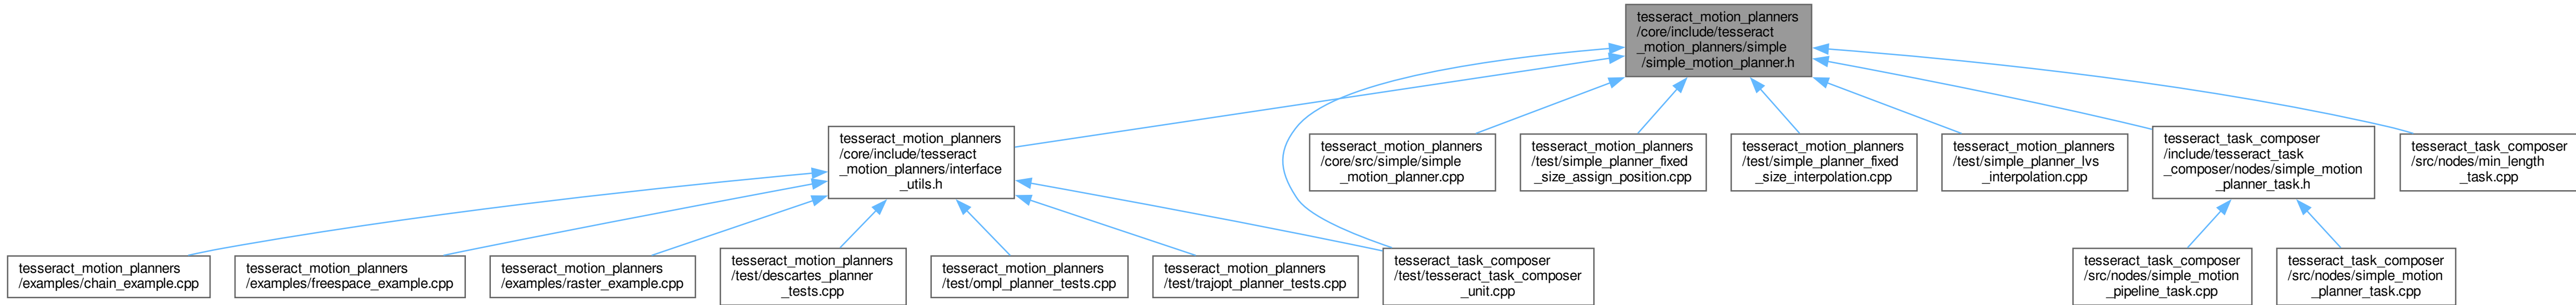 tesseract_motion_planners
/core/include/tesseract
_motion_planners/simple
/simple_motion_planner.h
tesseract_motion_planners
/core/include/tesseract
_motion_planners/interface
_utils.h
tesseract_motion_planners
/core/src/simple/simple
_motion_planner.cpp
tesseract_motion_planners
/test/simple_planner_fixed
_size_assign_position.cpp
tesseract_motion_planners
/test/simple_planner_fixed
_size_interpolation.cpp
tesseract_motion_planners
/test/simple_planner_lvs
_interpolation.cpp
tesseract_task_composer
/include/tesseract_task
_composer/nodes/simple_motion
_planner_task.h
tesseract_task_composer
/src/nodes/min_length
_task.cpp
tesseract_motion_planners
/examples/chain_example.cpp
tesseract_motion_planners
/examples/freespace_example.cpp
tesseract_motion_planners
/examples/raster_example.cpp
tesseract_motion_planners
/test/descartes_planner
_tests.cpp
tesseract_motion_planners
/test/ompl_planner_tests.cpp
tesseract_motion_planners
/test/trajopt_planner_tests.cpp
tesseract_task_composer
/test/tesseract_task_composer
_unit.cpp
tesseract_task_composer
/src/nodes/simple_motion
_pipeline_task.cpp
tesseract_task_composer
/src/nodes/simple_motion
_planner_task.cpp